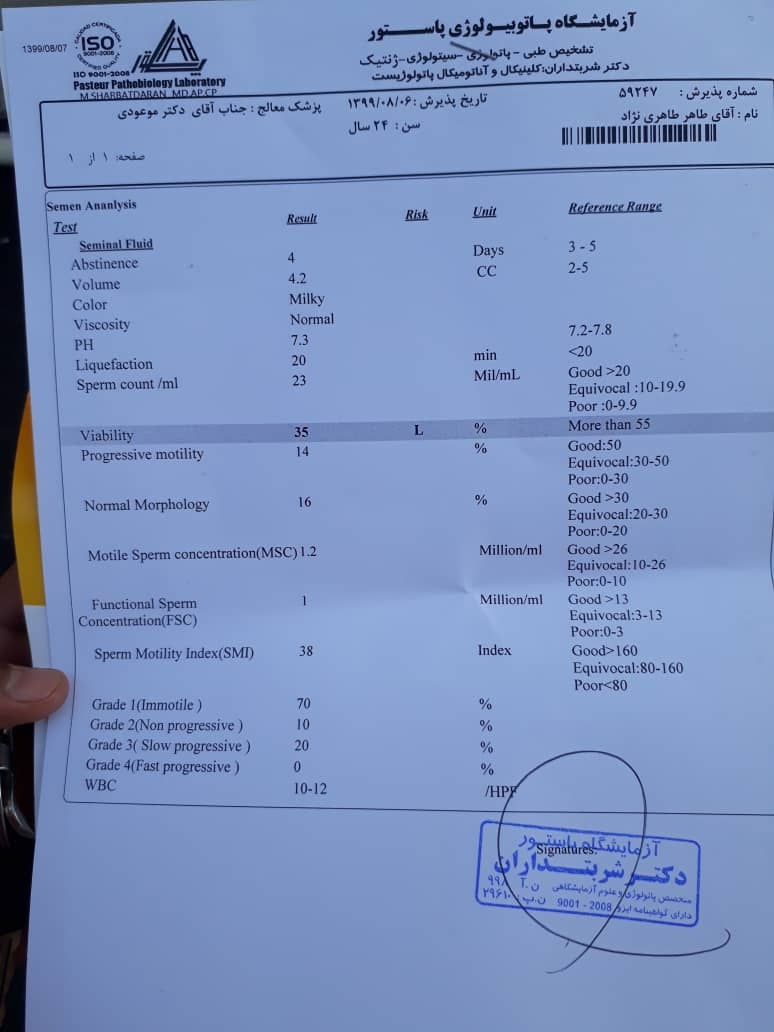 آزمایشگاه پاتوبیولوژی پاستور
تشخیص طبی - پاتولوژی - سیتولوژی - ژنتیک
دکتر شربتداران: کلینیکال و آناتومیکال پاتولوژیست
1399/08/07
ISO
9001-2008
ISO 9001-2008
Pasteur Pathobiology Laboratory
M.SHARBATDARAN MD,AP,CP
شماره پذیرش : ۵۹۲۴۷
تاریخ پذیرش : ۱۳۹۹/۰۸/۰۶
پزشک معالج : جناب آقای دکتر موعودی
نام : آقای طاهر طاهری نژاد
سن : ۲۴ سال
صفحه: ۱ از ۱
Semen Ananlysis
Test Result Risk Unit Reference Range
Seminal Fluid
Abstinence 4 Days 3 - 5
Volume 4.2 CC 2-5
Color Milky
Viscosity Normal
PH 7.3 7.2-7.8
Liquefaction 20 min <20
Sperm count /ml 23 Mil/mL Good >20
Equivocal :10-19.9
Poor :0-9.9
Viability 35 L % More than 55
Progressive motility 14 % Good:50
Equivocal:30-50
Poor:0-30
Normal Morphology 16 % Good >30
Equivocal:20-30
Poor:0-20
Motile Sperm concentration(MSC) 1.2 Million/ml Good >26
Equivocal:10-26
Poor:0-10
Functional Sperm 1 Million/ml Good >13
Concentration(FSC) Equivocal:3-13
Poor:0-3
Sperm Motility Index(SMI) 38 Index Good>160
Equivocal:80-160
Poor<80
Grade 1(Immotile ) 70 %
Grade 2(Non progressive ) 10 %
Grade 3( Slow progressive ) 20 %
Grade 4(Fast progressive ) 0 %
WBC 10-12 /HPF
Signatures:
آزمایشگاه پاستور
دکتر شربتداران
متخصص پاتولوژی و علوم آزمایشگاهی ن . آ
دارای گواهینامه ایزو 2008 - 9001 ن.پ: ۲۹۶۱۰